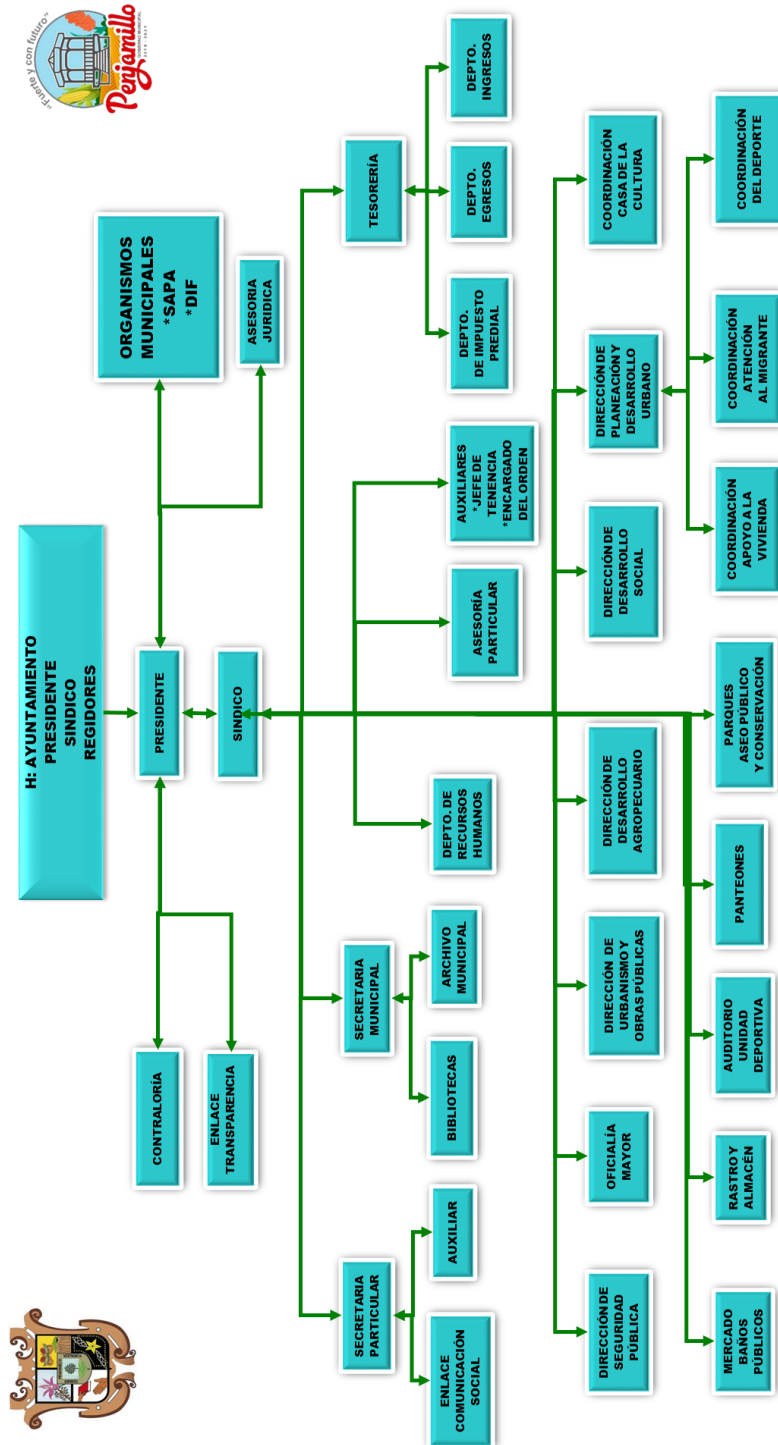 "Fuerte y con futuro"
Penjamillo
GOBIERNO MUNICIPAL
2018 - 2021
H: AYUNTAMIENTO
PRESIDENTE
SINDICO
REGIDORES
PRESIDENTE
SINDICO
CONTRALORÍA
ENLACE
TRANSPARENCIA
ORGANISMOS
MUNICIPALES
*SAPA
*DIF
ASESORIA
JURIDICA
SECRETARIA
PARTICULAR
SECRETARIA
MUNICIPAL
TESORERÍA
ENLACE
COMUNICACIÓN
SOCIAL
AUXILIAR
BIBLIOTECAS
ARCHIVO
MUNICIPAL
DEPTO. DE
RECURSOS
HUMANOS
ASESORÍA
PARTICULAR
AUXILIARES
*JEFE DE
TENENCIA
*ENCARGADO
DEL ORDEN
DEPTO.
DE IMPUESTO
PREDIAL
DEPTO.
EGRESOS
DEPTO.
INGRESOS
DIRECCIÓN DE
SEGURIDAD
PÚBLICA
OFICIALÍA
MAYOR
DIRECCIÓN DE
URBANISMO Y
OBRAS PÚBLICAS
DIRECCIÓN DE
DESARROLLO
AGROPECUARIO
DIRECCIÓN DE
DESARROLLO
SOCIAL
DIRECCIÓN DE
PLANEACIÓN Y
DESARROLLO
URBANO
COORDINACIÓN
CASA DE LA
CULTURA
MERCADO
BAÑOS
PÚBLICOS
RASTRO Y
ALMACÉN
AUDITORIO
UNIDAD
DEPORTIVA
PANTEONES
PARQUES
ASEO PÚBLICO
Y CONSERVACIÓN
COORDINACIÓN
APOYO A LA
VIVIENDA
COORDINACIÓN
ATENCIÓN
AL MIGRANTE
COORDINACIÓN
DEL DEPORTE